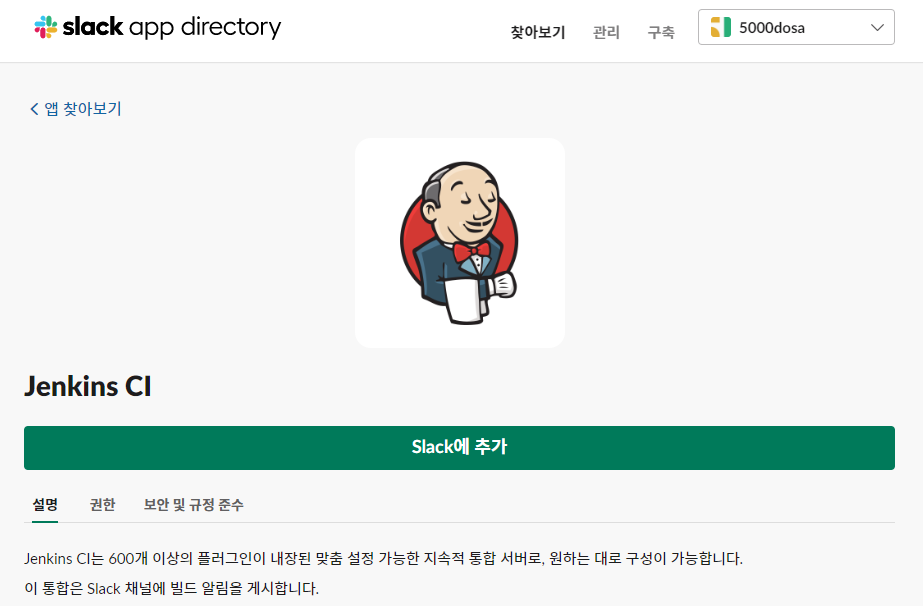 slack app directory
찾아보기 관리 구축 5000dosa
앱 찾아보기
Jenkins CI
Slack에 추가
설명 권한 보안 및 규정 준수
Jenkins CI는 600개 이상의 플러그인이 내장된 맞춤 설정 가능한 지속적 통합 서버로, 원하는 대로 구성이 가능합니다.
이 통합은 Slack 채널에 빌드 알림을 게시합니다.